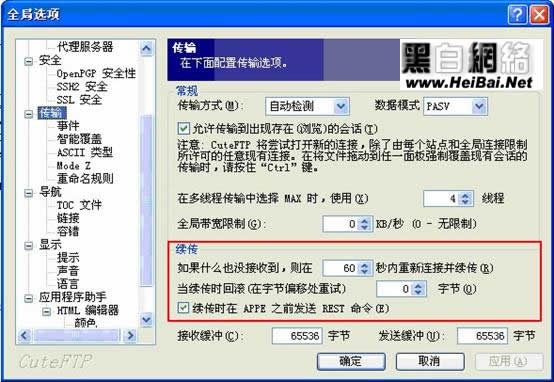 全局选项
代理服务器
安全
OpenPGP 安全性
SSH2 安全
SSL 安全
传输
事件
智能覆盖
ASCII 类型
Mode Z
重命名规则
导航
TOC 文件
链接
容错
显示
提示
声音
语言
应用程序助手
HTML 编辑器
颜色
CuteFTP
传输
在下面配置传输选项。
黑白網络
www.HeiBai.Net
常规
传输方式(M): 自动检测 数据模式 PASV
允许传输到出现存在(浏览)的会话(T)
注意: CuteFTP 将尝试打开新的连接，除了由每个站点和全局连接限制
所许可的任意现有连接。在将文件拖动到任一面板强制覆盖现有会话的
传输时，请按住“Ctrl”键。
在多线程传输中选择 MAX 时，使用(X) 4 线程
全局带宽限制(G): 0 KB/秒 (0 - 无限制)
续传
如果什么也没接收到，则在 60 秒内重新连接并续传(R)
当续传时回滚(在字节偏移处重试) 0 字节(O)
续传时在 APPE 之前发送 REST 命令(E)
接收缓冲(C): 65536 字节 发送缓冲(U): 65536 字节
确定 取消 应用(A)